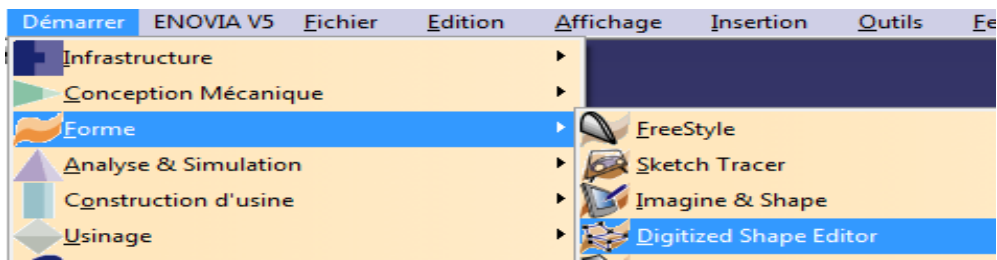 Démarrer ENOVIA V5 Fichier Edition Affichage Insertion Outils Fe
Infrastructure
Conception Mécanique
Forme FreeStyle
Analyse & Simulation Sketch Tracer
Construction d'usine Imagine & Shape
Usinage Digitized Shape Editor